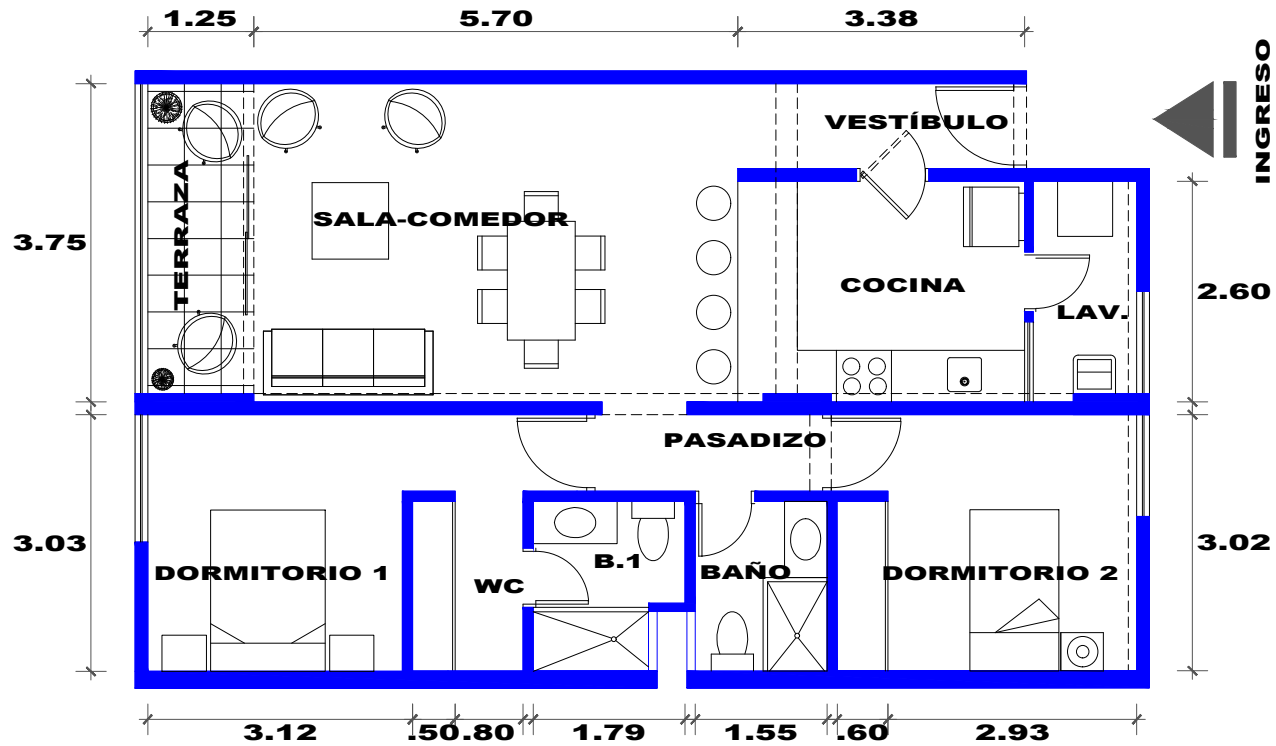 1.25
5.70
3.38
INGRESO
VESTÍBULO
TERRAZA
SALA-COMEDOR
3.75
COCINA
2.60
LAV.
PASADIZO
3.03
3.02
DORMITORIO 1
WC
B.1
BAÑO
DORMITORIO 2
3.12
.50
.80
1.79
1.55
.60
2.93